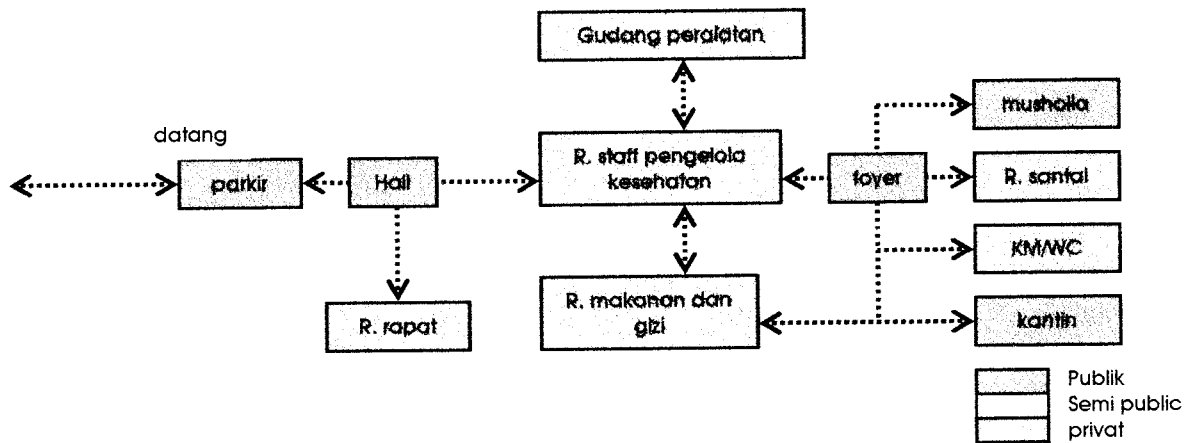 Gudang peralatan
musholla
datang
R. staff pengelola
kesehatan
parkir
Hall
foyer
R. santai
KM/WC
R. makanan dan
gizi
R. rapat
kantin
Publik
Semi public
privat